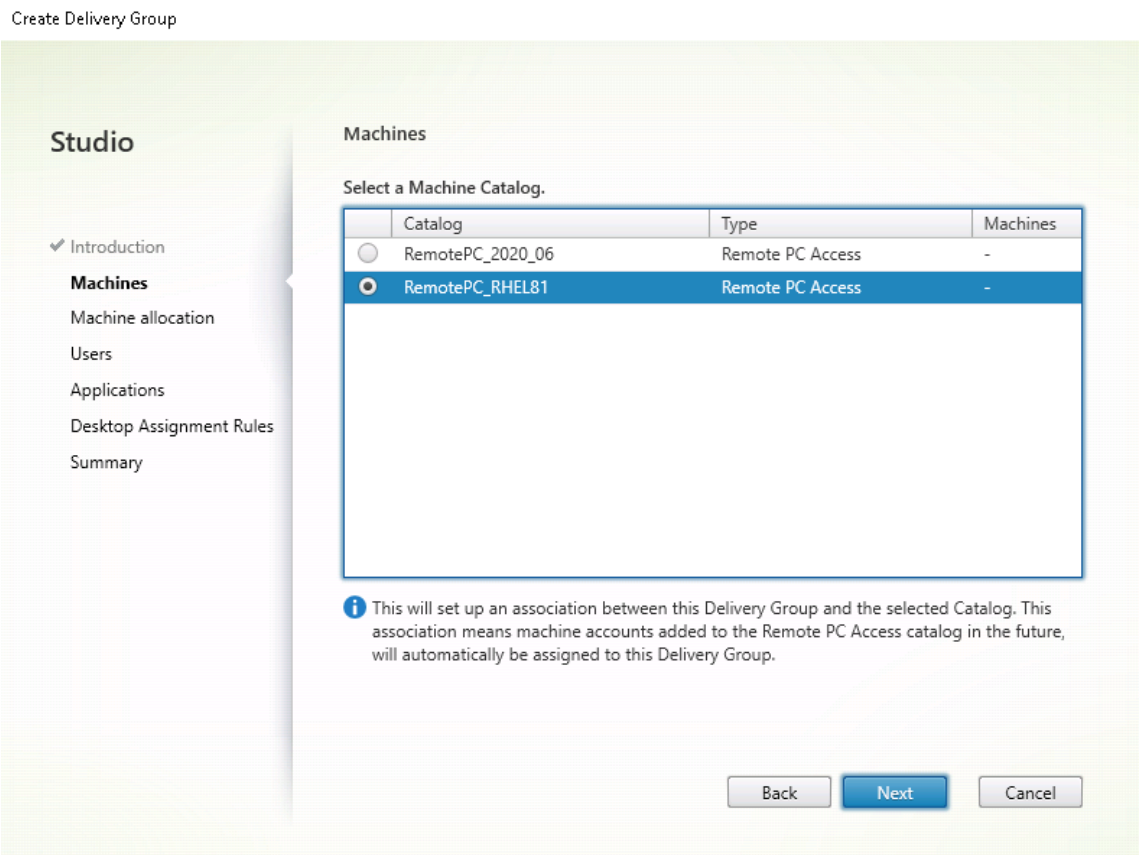 Create Delivery Group
Studio
Introduction
Machines
Machine allocation
Users
Applications
Desktop Assignment Rules
Summary
Machines
Select a Machine Catalog.
Catalog Type Machines
RemotePC_2020_06 Remote PC Access -
RemotePC_RHEL81 Remote PC Access -
This will set up an association between this Delivery Group and the selected Catalog. This
association means machine accounts added to the Remote PC Access catalog in the future,
will automatically be assigned to this Delivery Group.
Back Next Cancel